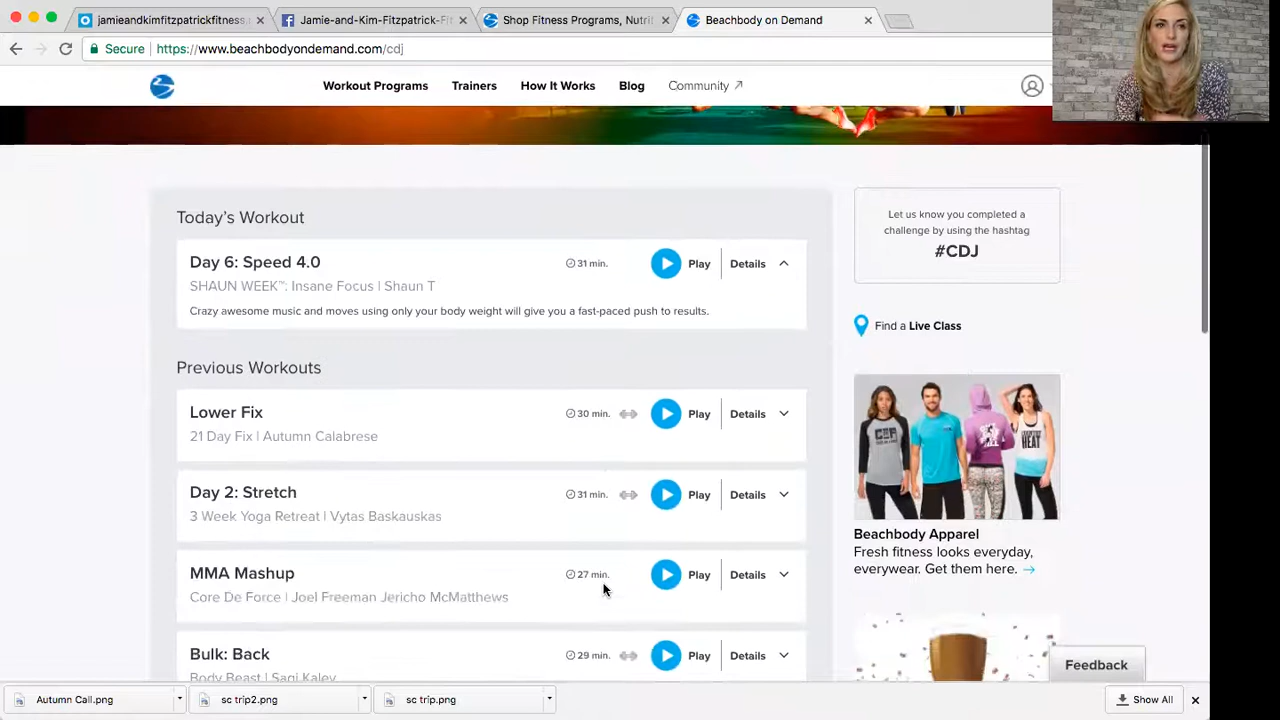 jamieandkimfitzpatrickfitness.
Jamie-and-Kim-Fitzpatrick-Fi
Shop Fitness Programs, Nutri
Beachbody on Demand
Secure
https://www.beachbodyondemand.com/cdj
Workout Programs
Trainers
How It Works
Blog
Community
Today's Workout
Day 6: Speed 4.0
31 min.
Play
Details
SHAUN WEEK™: Insane Focus | Shaun T
Crazy awesome music and moves using only your body weight will give you a fast-paced push to results.
Previous Workouts
Lower Fix
30 min.
Play
Details
21 Day Fix | Autumn Calabrese
Day 2: Stretch
31 min.
Play
Details
3 Week Yoga Retreat | Vytas Baskauskas
MMA Mashup
27 min.
Play
Details
Core De Force | Joel Freeman Jericho McMatthews
Bulk: Back
29 min.
Play
Details
Body Beast | Sagi Kalev
Let us know you completed a
challenge by using the hashtag
#CDJ
Find a Live Class
COUNTRY
HEAT
Beachbody Apparel
Fresh fitness looks everyday,
everywear. Get them here. →
Feedback
Autumn Call.png
sc trip2.png
sc trip.png
Show All